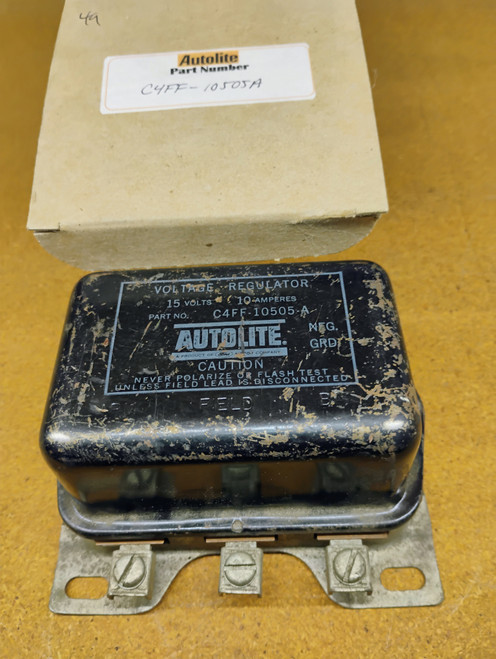 49
Autolite
Part Number
C4FF-10505A
VOLTAGE REGULATOR
15 VOLTS 10 AMPERES
PART NO. C4FF-10505-A
AUTOLITE.
NEG.
GRD.
CAUTION
NEVER POLARIZE OR FLASH TEST
UNLESS FIELD LEAD IS DISCONNECTED
FIELD